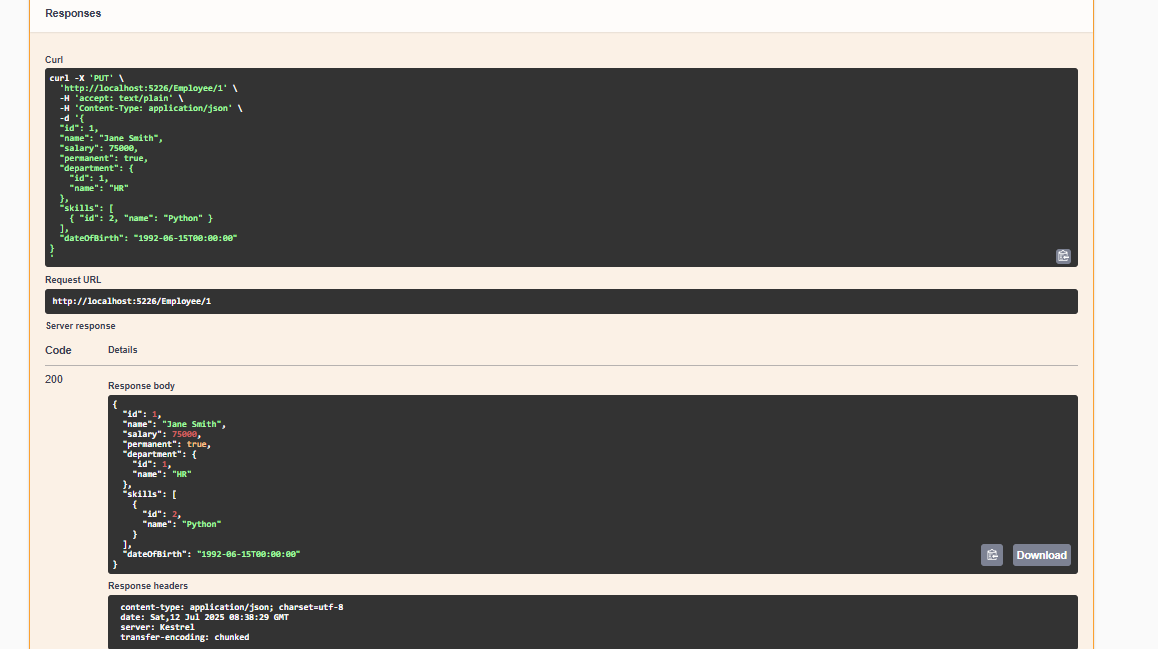 Responses
Curl
curl -X 'PUT' \
  'http://localhost:5226/Employee/1' \
  -H 'accept: text/plain' \
  -H 'Content-Type: application/json' \
  -d '{
  "id": 1,
  "name": "Jane Smith",
  "salary": 75000,
  "permanent": true,
  "department": {
    "id": 1,
    "name": "HR"
  },
  "skills": [
    { "id": 2, "name": "Python" }
  ],
  "dateOfBirth": "1992-06-15T00:00:00"
}
'
Request URL
http://localhost:5226/Employee/1
Server response
Code Details
200
Response body
{
  "id": 1,
  "name": "Jane Smith",
  "salary": 75000,
  "permanent": true,
  "department": {
    "id": 1,
    "name": "HR"
  },
  "skills": [
    {
      "id": 2,
      "name": "Python"
    }
  ],
  "dateOfBirth": "1992-06-15T00:00:00"
}
Download
Response headers
content-type: application/json; charset=utf-8
date: Sat,12 Jul 2025 08:38:29 GMT
server: Kestrel
transfer-encoding: chunked